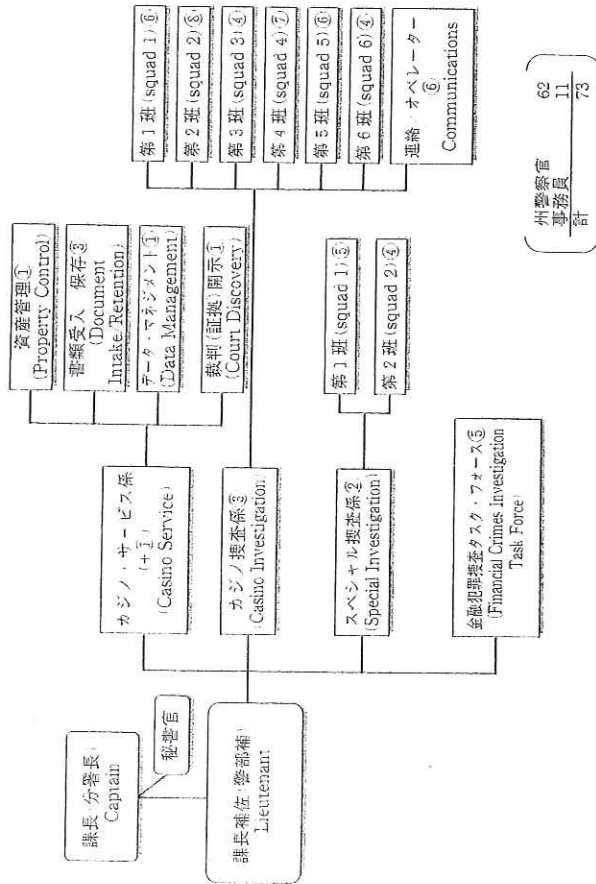 課長(分署長)
Captain
秘書官
課長補佐(警部補)
Lieutenant
カジノ・サービス係
(Casino Service)
カジノ捜査係③
(Casino Investigation)
スペシャル捜査係②
(Special Investigation)
金融犯罪捜査タスク・フォース⑤
(Financial Crimes Investigation
Task Force)
資産管理①
(Property Control)
書類受入 保存③
(Document
Intake/Retention)
データ・マネジメント①
(Data Management)
裁判(証拠)開示①
(Court Discovery)
第1班(squad 1)⑥
第2班(squad 2)⑧
第3班(squad 3)④
第4班(squad 4)⑦
第5班(squad 5)⑥
第6班(squad 6)④
連絡 オペレーター
⑥
Communications
第1班(squad 1)⑤
第2班(squad 2)④
州警察官 62
事務員 11
計 73